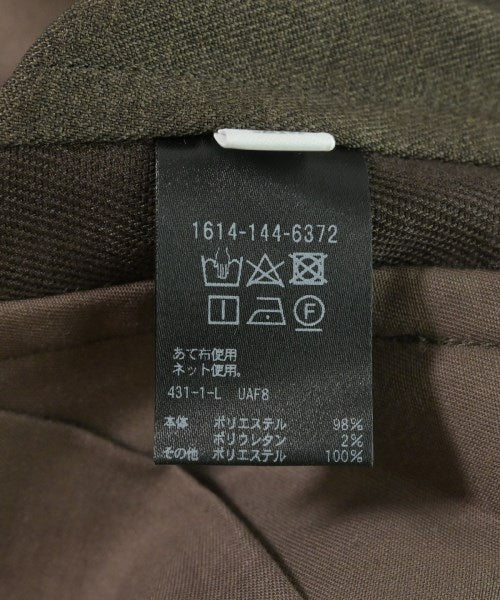 1614-144-6372
F
あて布使用
ネット使用。
431-1-L UAF8
本体 ポリエステル 98%
ポリウレタン 2%
その他 ポリエステル 100%